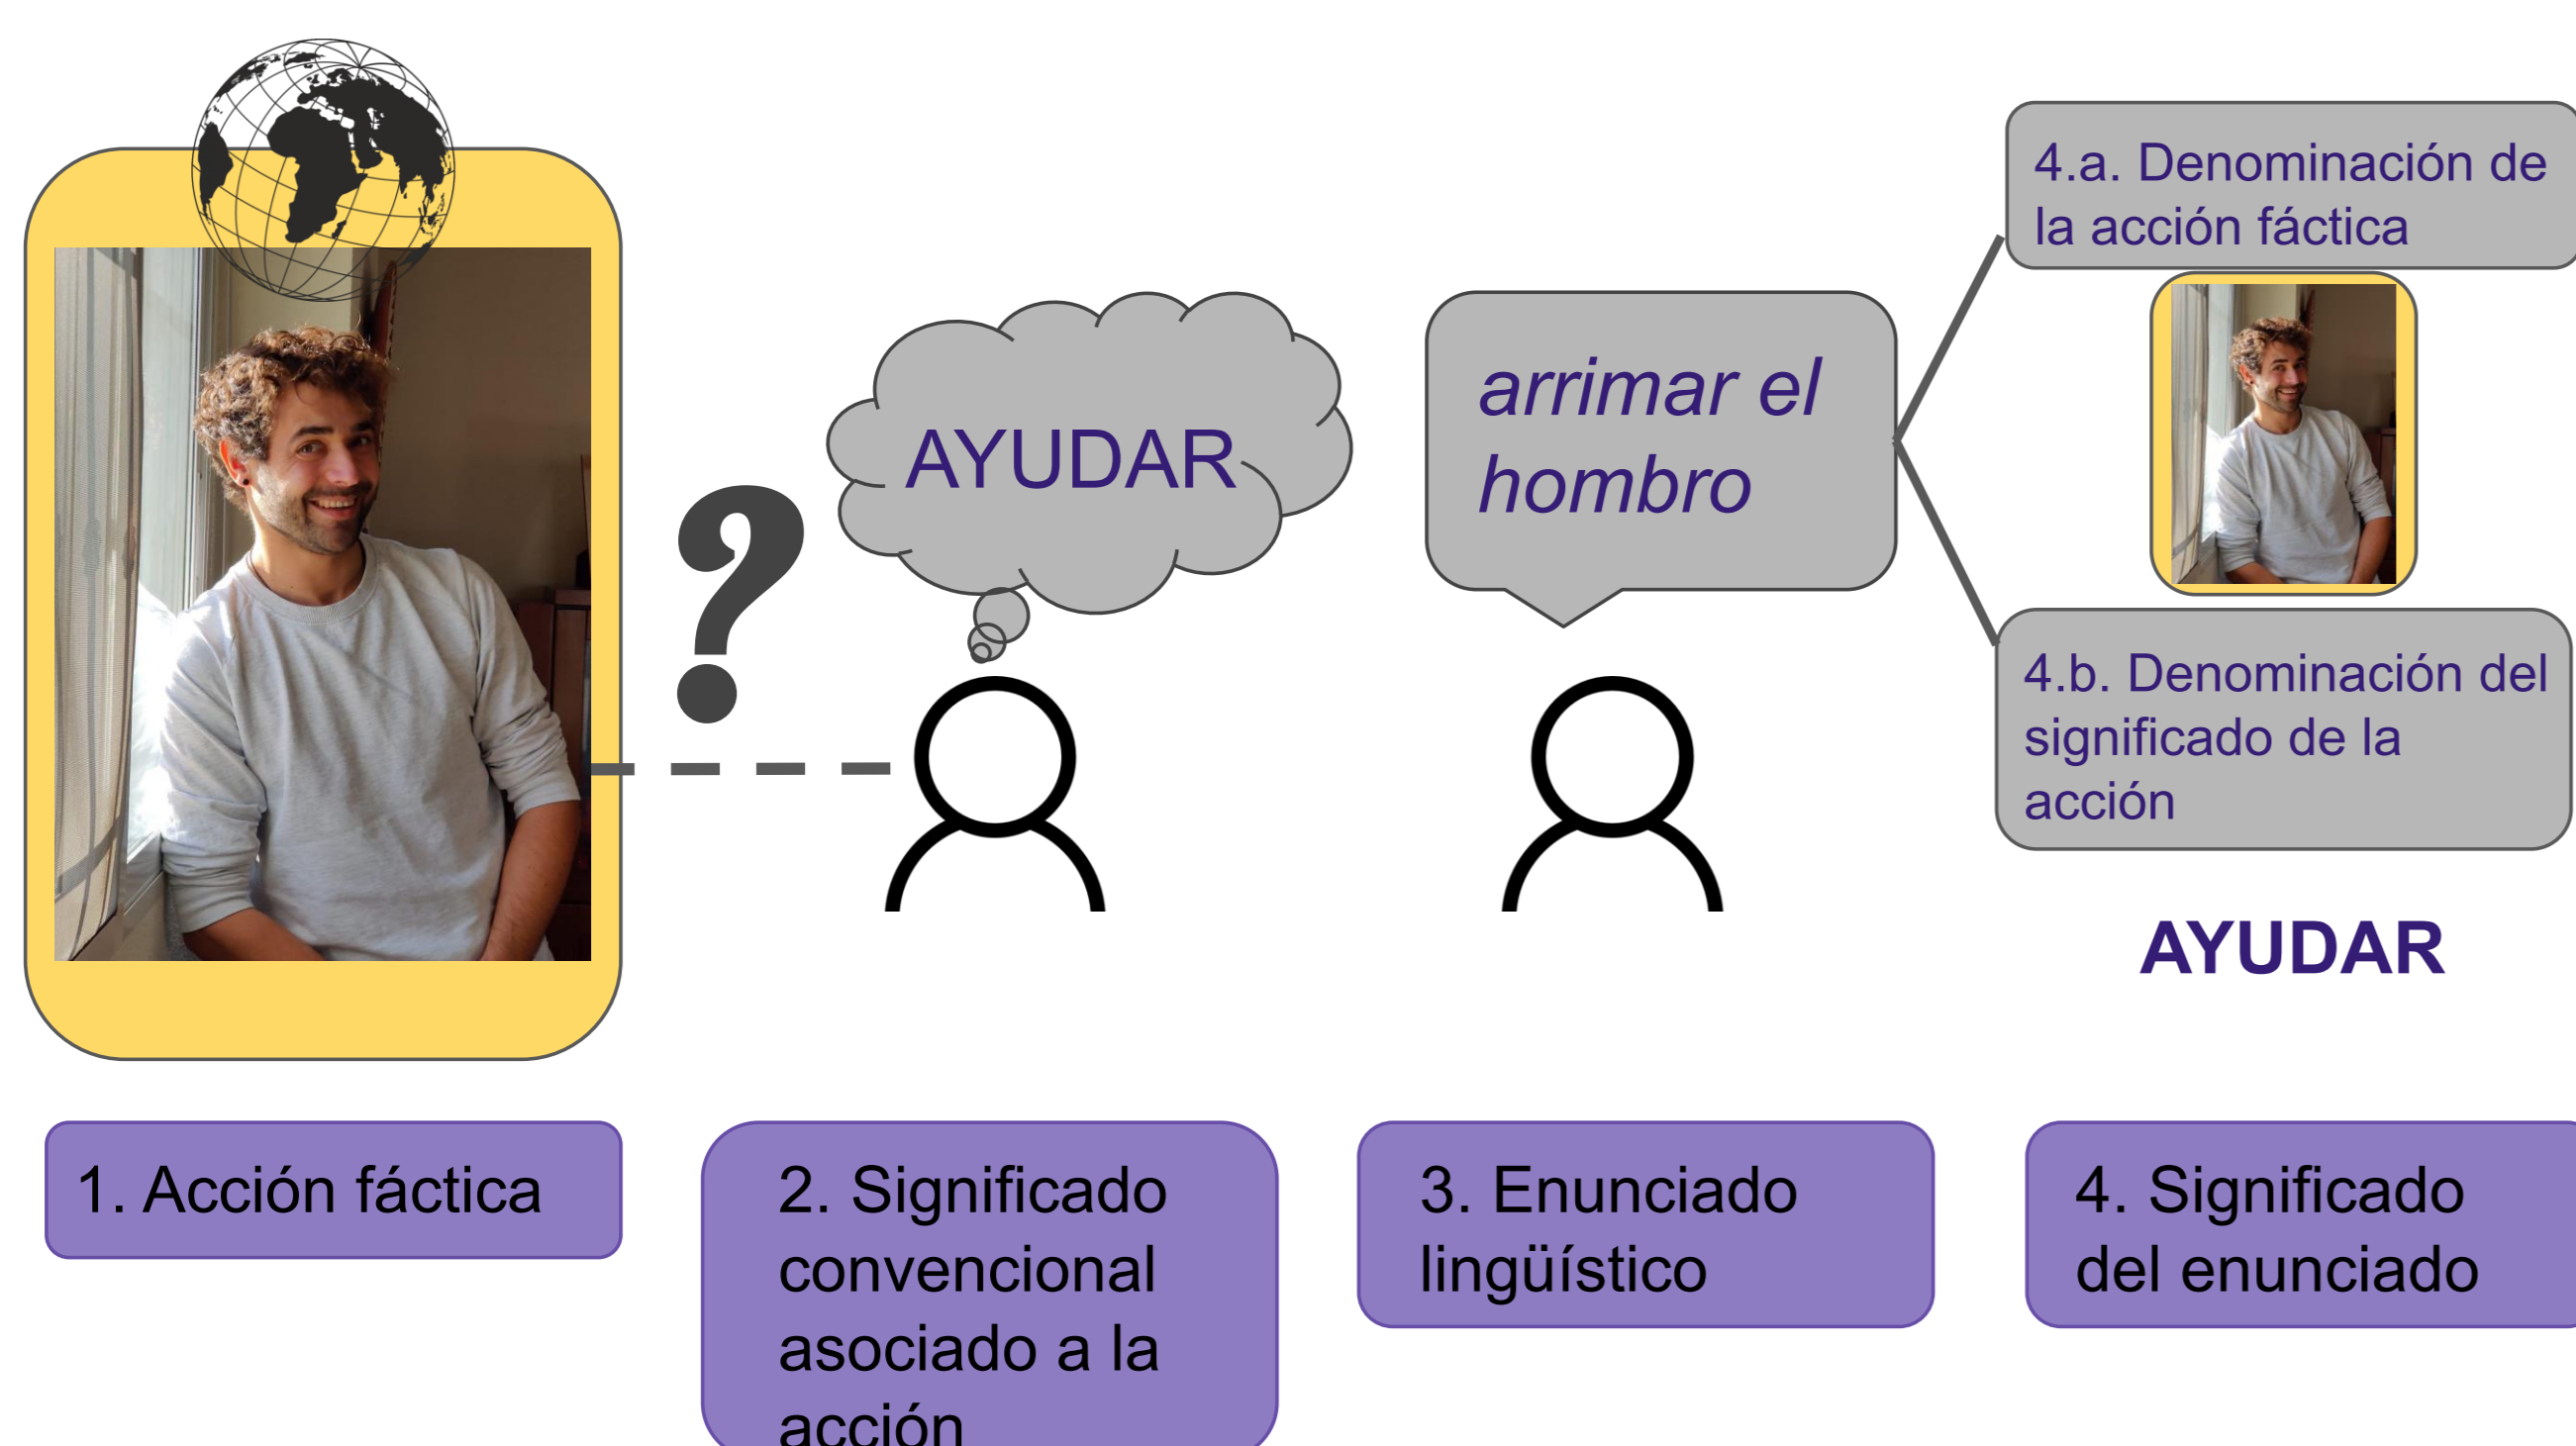 AYUDAR
arrimar el
hombro
4.a. Denominación de
la acción fáctica
4.b. Denominación del
significado de la
acción
AYUDAR
1. Acción fáctica
2. Significado
convencional
asociado a la
acción
3. Enunciado
lingüístico
4. Significado
del enunciado